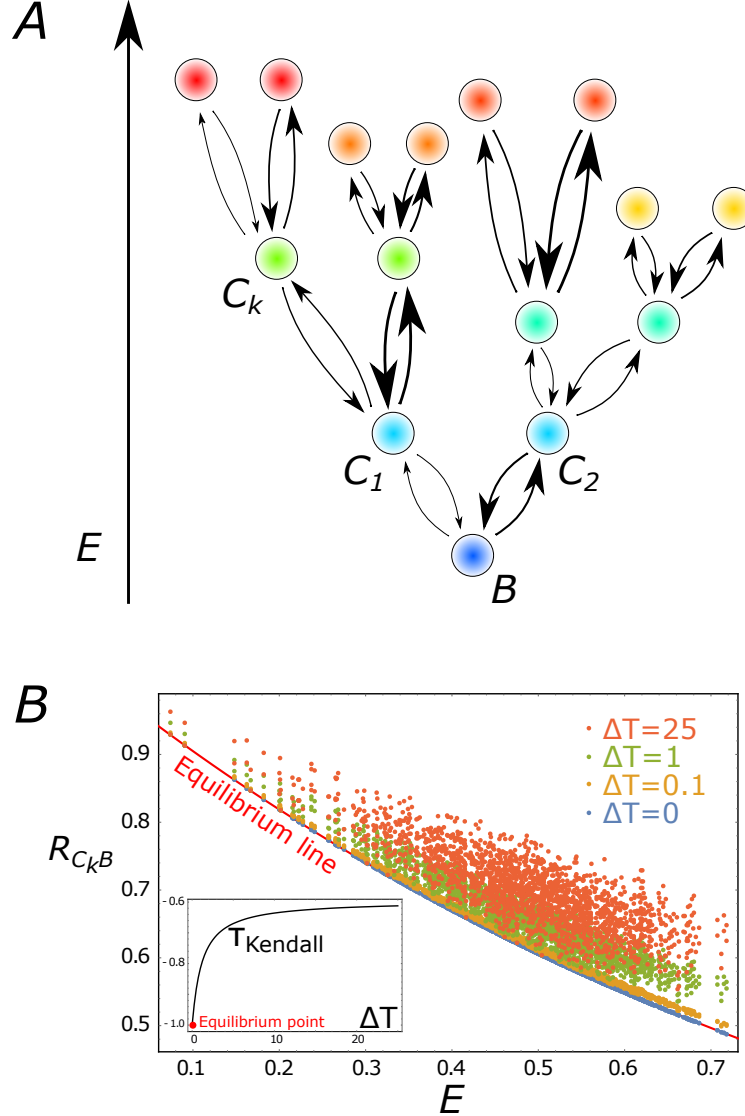 A
E
C_k
C_1
C_2
B
B
R_{C_kB}
0.9
0.8
0.7
0.6
0.5
Equilibrium line
ΔT=25
ΔT=1
ΔT=0.1
ΔT=0
-0.6
-0.8
-1.0
τ_Kendall
Equilibrium point
ΔT
0
20
0.1 0.2 0.3 0.4 0.5 0.6 0.7
E